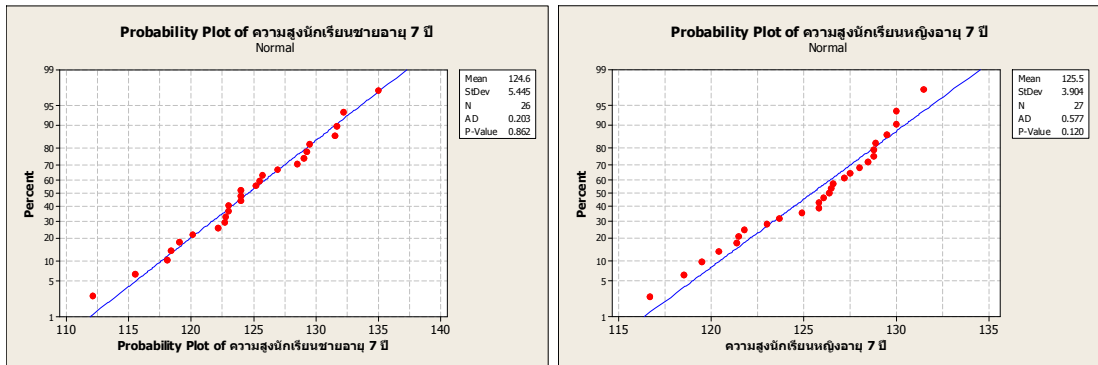 Probability Plot of ความสูงนักเรียนชายอายุ 7 ปี
Normal
99
95
90
80
70
60
50
40
30
20
10
5
1
Percent
110
115
120
125
130
135
140
Probability Plot of ความสูงนักเรียนชายอายุ 7 ปี
Mean 124.6
StDev 5.445
N 26
AD 0.203
P-Value 0.862
Probability Plot of ความสูงนักเรียนหญิงอายุ 7 ปี
Normal
99
95
90
80
70
60
50
40
30
20
10
5
1
Percent
115
120
125
130
135
ความสูงนักเรียนหญิงอายุ 7 ปี
Mean 125.5
StDev 3.904
N 27
AD 0.577
P-Value 0.120